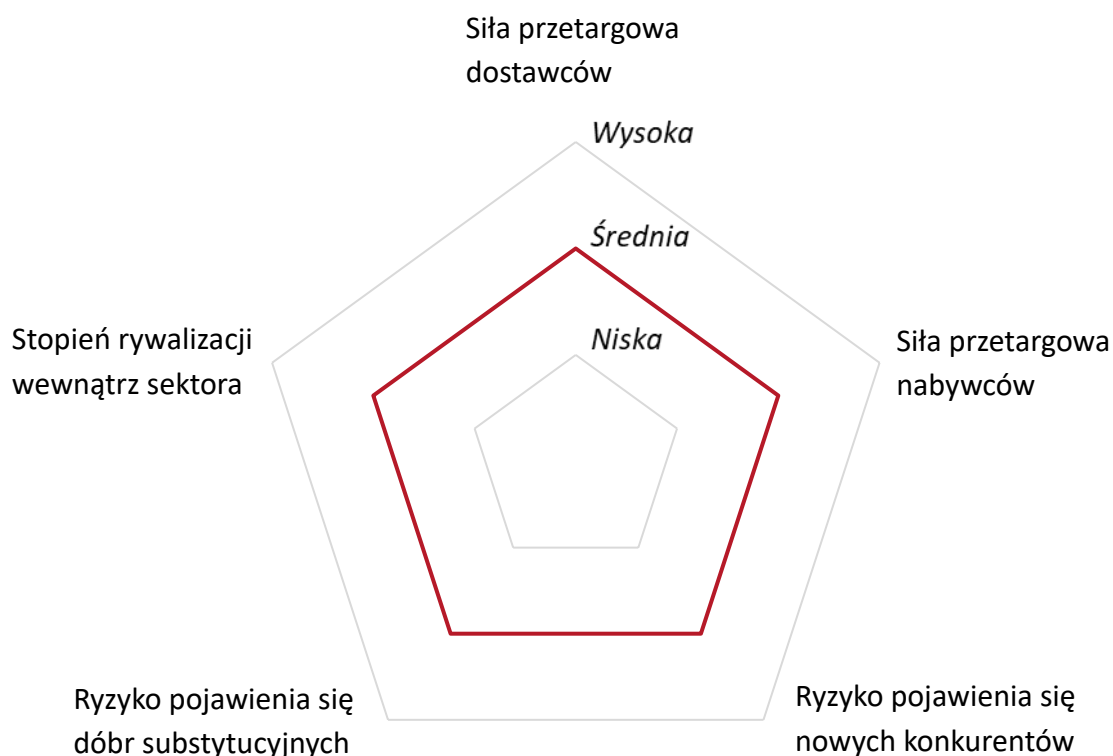 Siła przetargowa
dostawców
Wysoka
Średnia
Niska
Stopień rywalizacji
wewnątrz sektora
Siła przetargowa
nabywców
Ryzyko pojawienia się
dóbr substytucyjnych
Ryzyko pojawienia się
nowych konkurentów